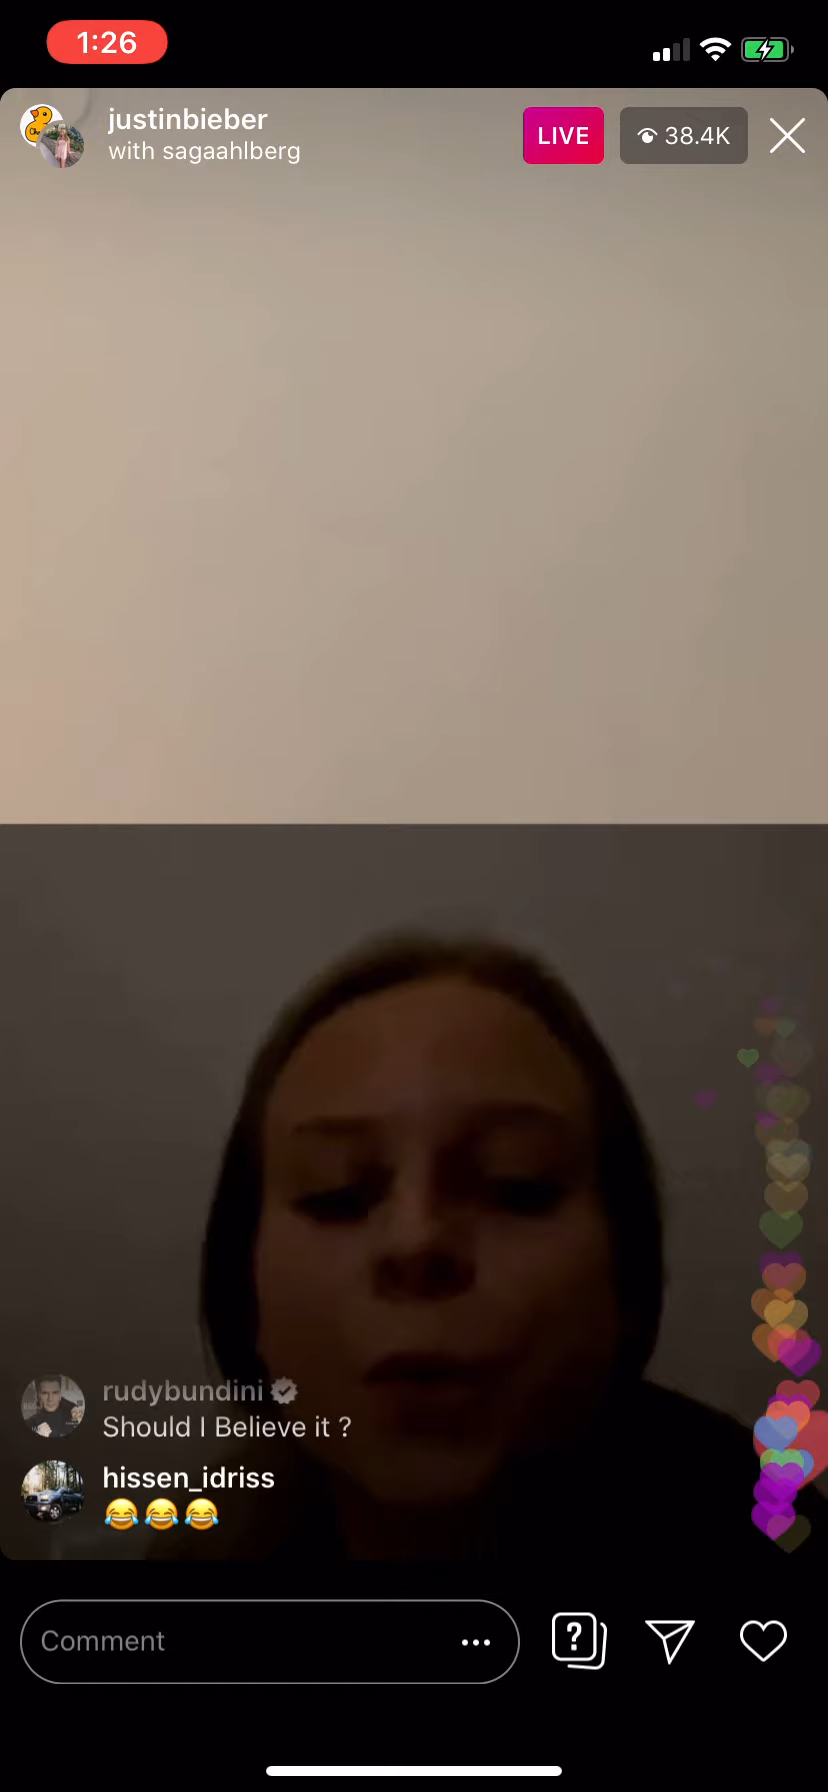 1:26
justinbieber
with sagaahlberg
LIVE
38.4K
rudybundini
Should I Believe it ?
hissen_idriss
😂😂😂
Comment